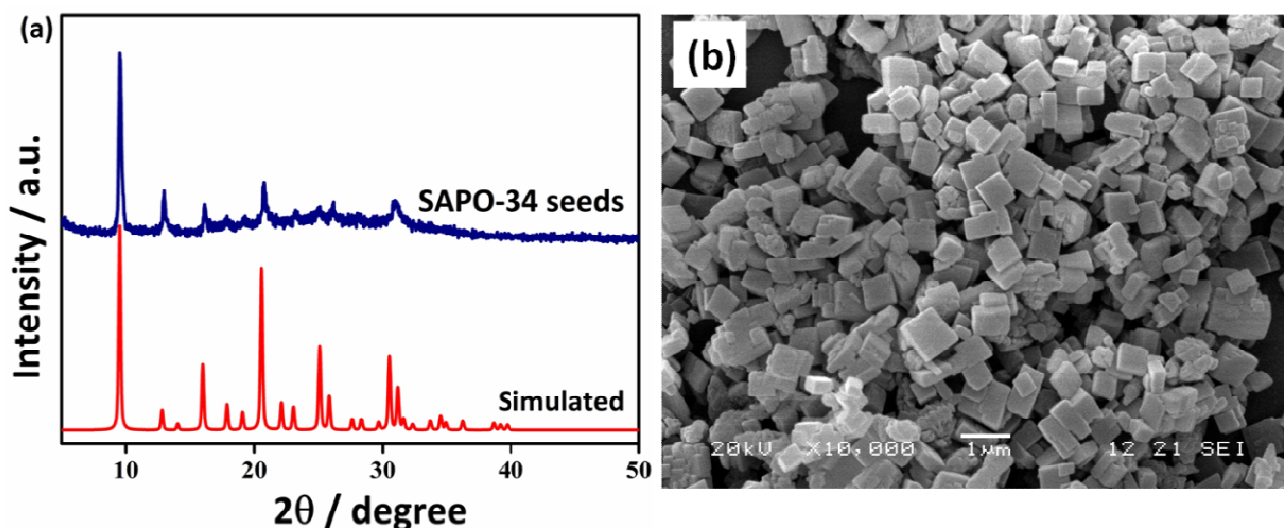 (a)
SAPO-34 seeds
Simulated
Intensity / a.u.
10
20
30
40
50
2θ / degree
(b)
20kV X10,000 1μm 12 21 SEI